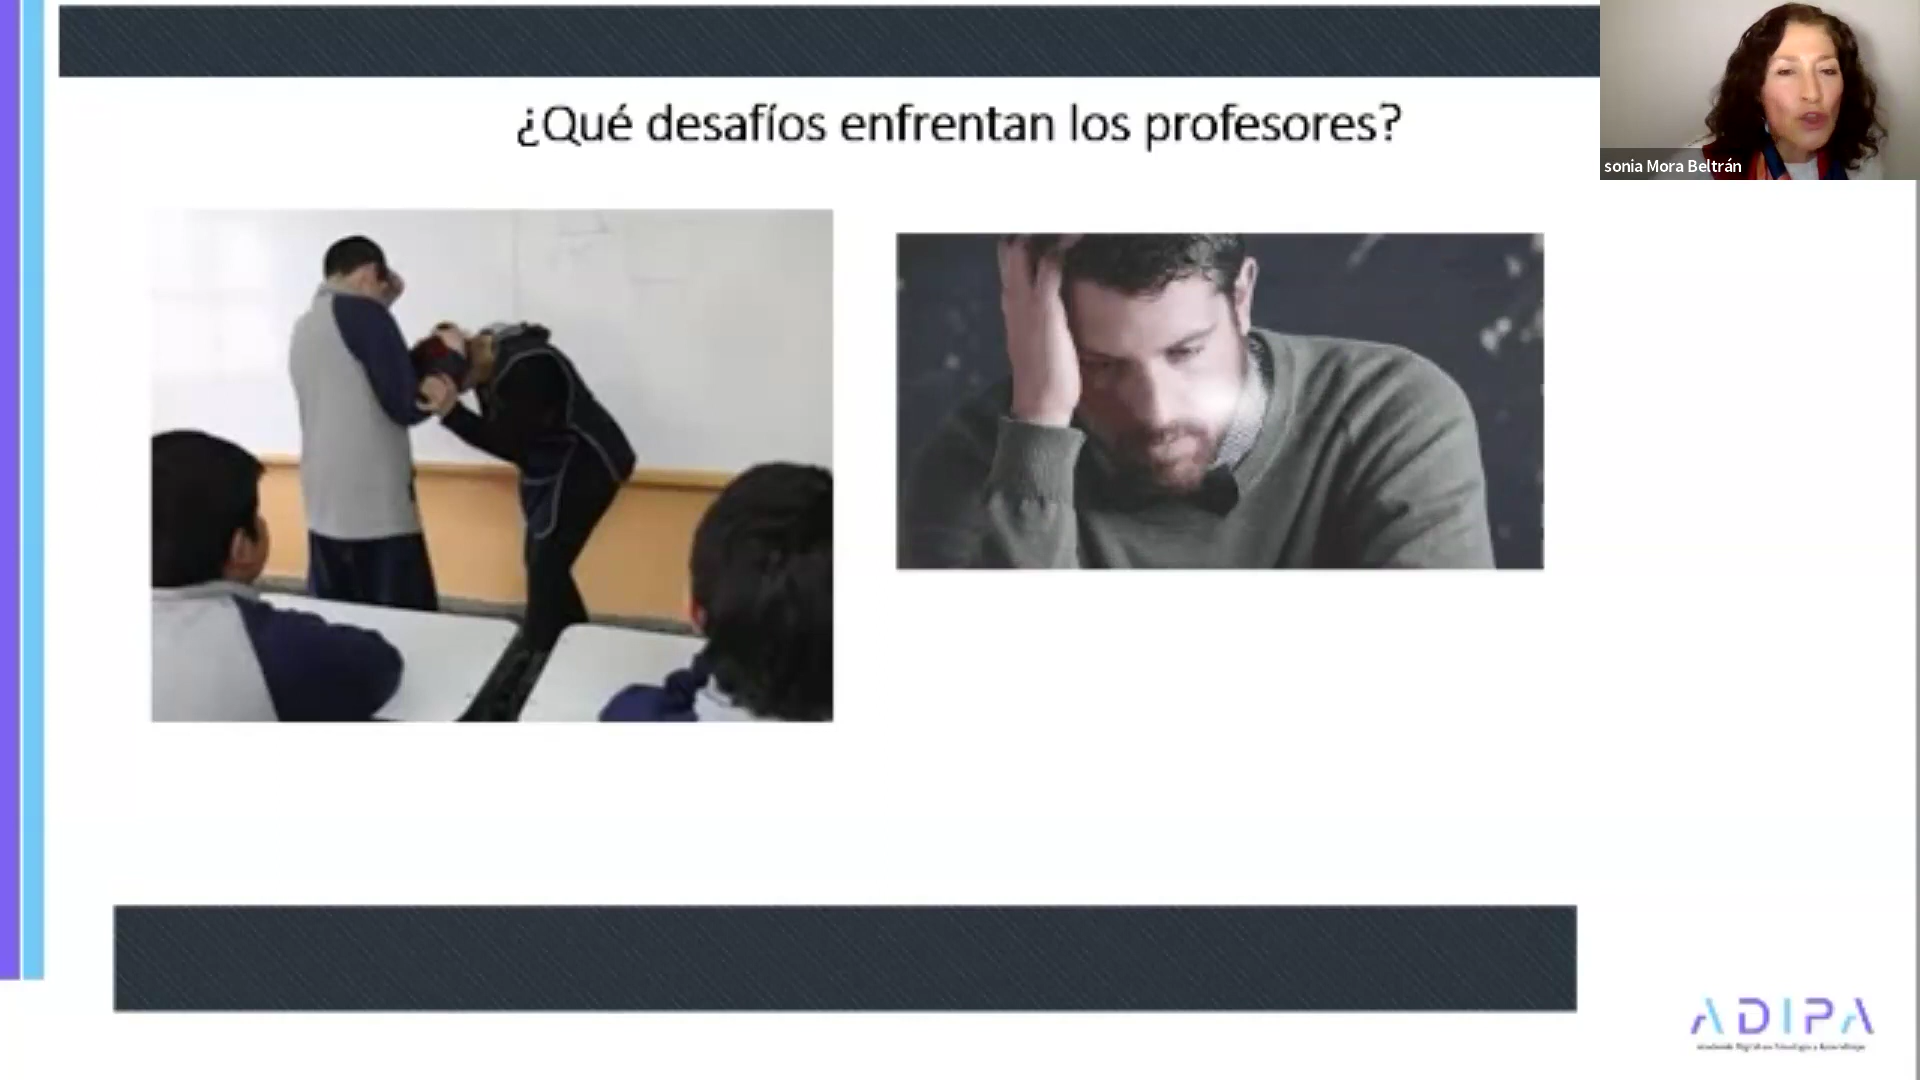 ¿Qué desafíos enfrentan los profesores?
sonia Mora Beltrán
ADIPA